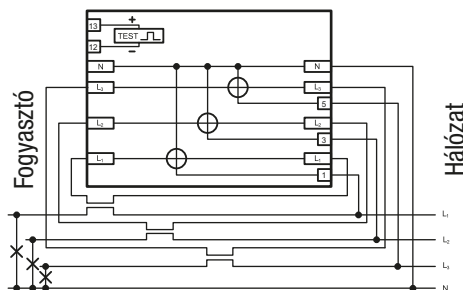 13
+
TEST
12
−
N
N
L₃
L₃
5
L₂
L₂
3
L₁
L₁
1
Fogyasztó
Hálózat
L₁
L₂
L₃
N